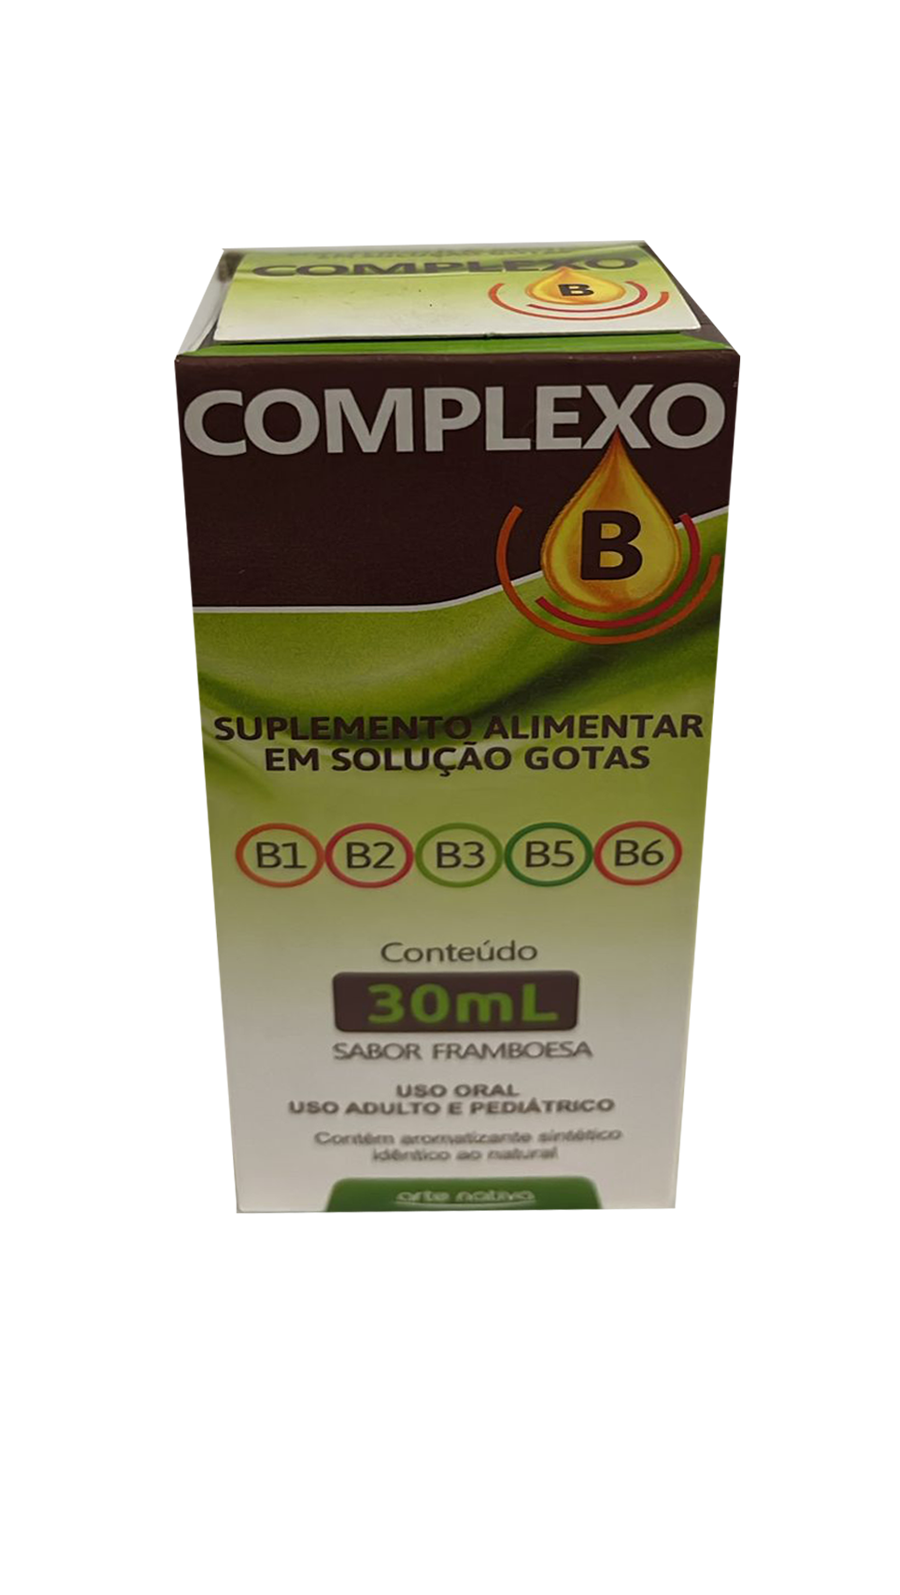 COMPLEXO
B
COMPLEXO
B
SUPLEMENTO ALIMENTAR
EM SOLUÇÃO GOTAS
B1 B2 B3 B5 B6
Conteúdo
30mL
SABOR FRAMBOESA
USO ORAL
USO ADULTO E PEDIÁTRICO
Contém aromatizante sintético
idêntico ao natural
arte nativa